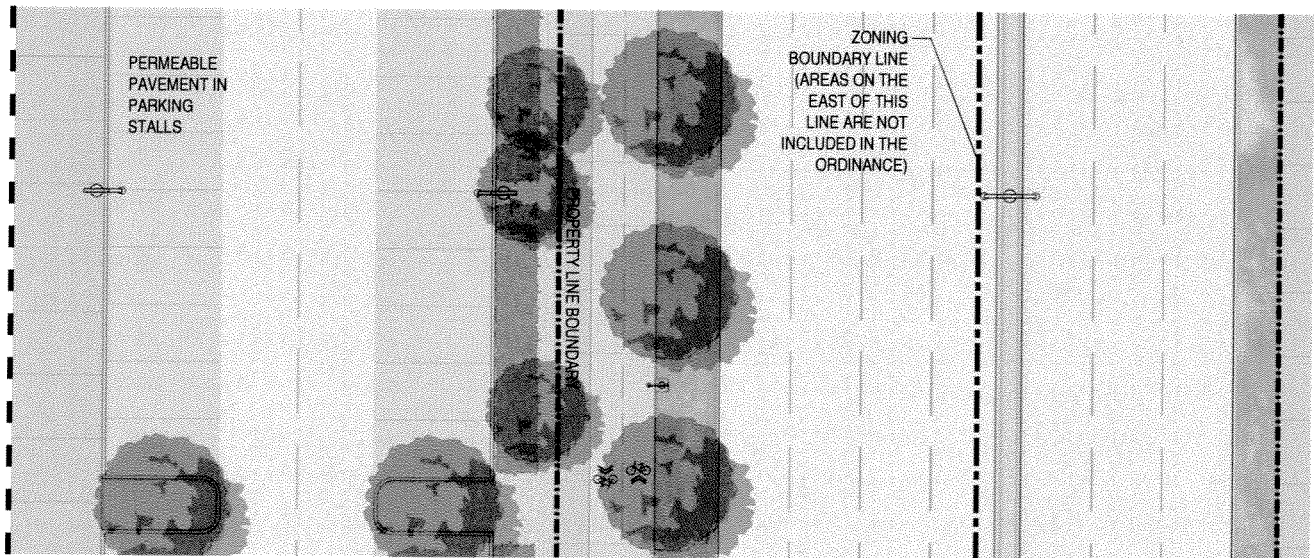 PERMEABLE
PAVEMENT IN
PARKING
STALLS
PROPERTY LINE BOUNDARY
ZONING
BOUNDARY LINE
(AREAS ON THE
EAST OF THIS
LINE ARE NOT
INCLUDED IN THE
ORDINANCE)